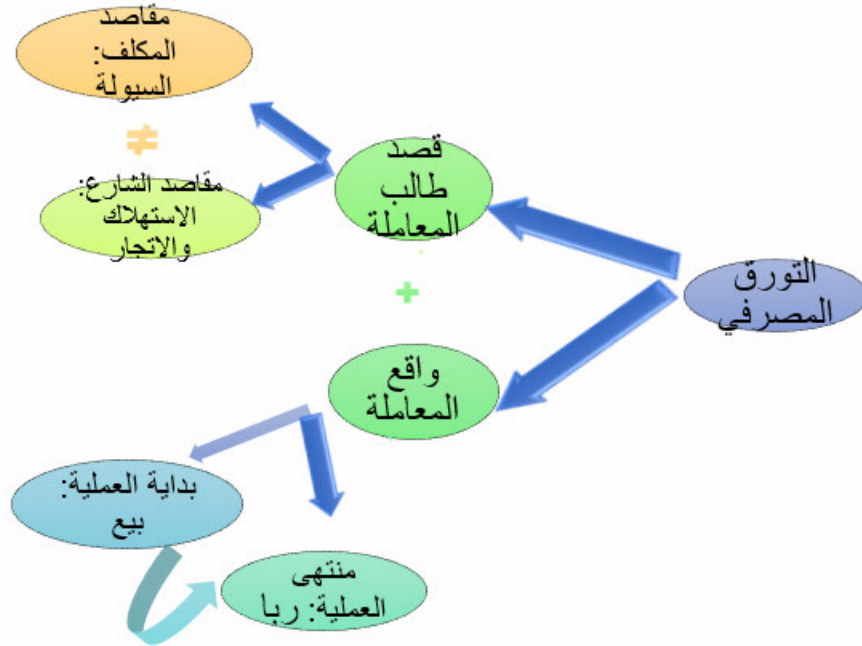 التورق
المصرفي
قصد
طالب
المعاملة
مقاصد
المكلف:
السيولة
≠
مقاصد الشارع:
الاستهلاك
والاتجار
+
واقع
المعاملة
بداية العملية:
بيع
منتهى
العملية: ربا